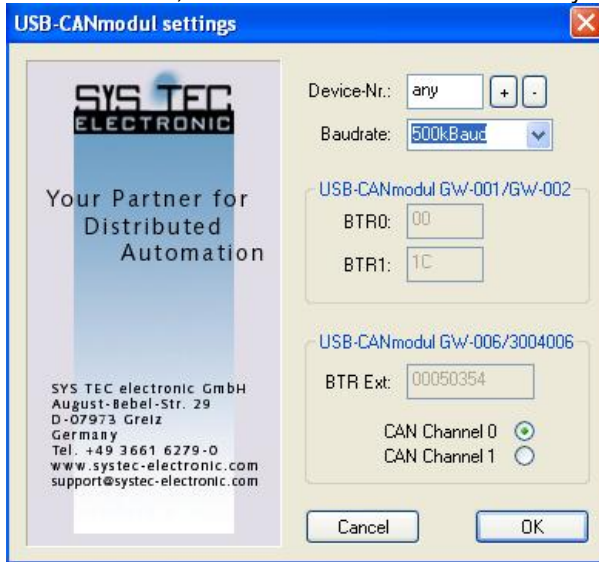 USB-CANmodul settings
SYS TEC
ELECTRONIC
Your Partner for
Distributed
Automation
SYS TEC electronic GmbH
August-Bebel-Str. 29
D-07973 Greiz
Germany
Tel. +49 3661 6279-0
www.systec-electronic.com
support@systec-electronic.com
Device-Nr.: any + -
Baudrate: 500kBaud
USB-CANmodul GW-001/GW-002
BTR0: 00
BTR1: 1C
USB-CANmodul GW-006/3004006
BTR Ext: 00050354
CAN Channel 0
CAN Channel 1
Cancel OK